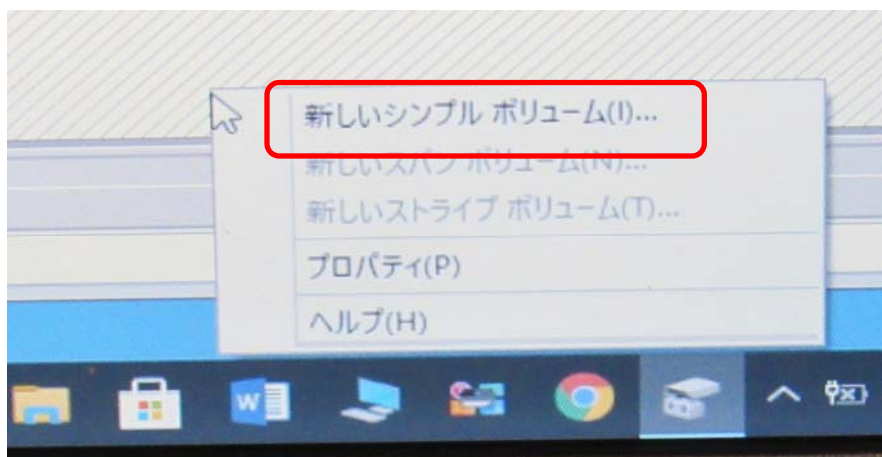 新しいシンプル ボリューム(I)...
新しいスパン ボリューム(N)...
新しいストライプ ボリューム(T)...
プロパティ(P)
ヘルプ(H)
W